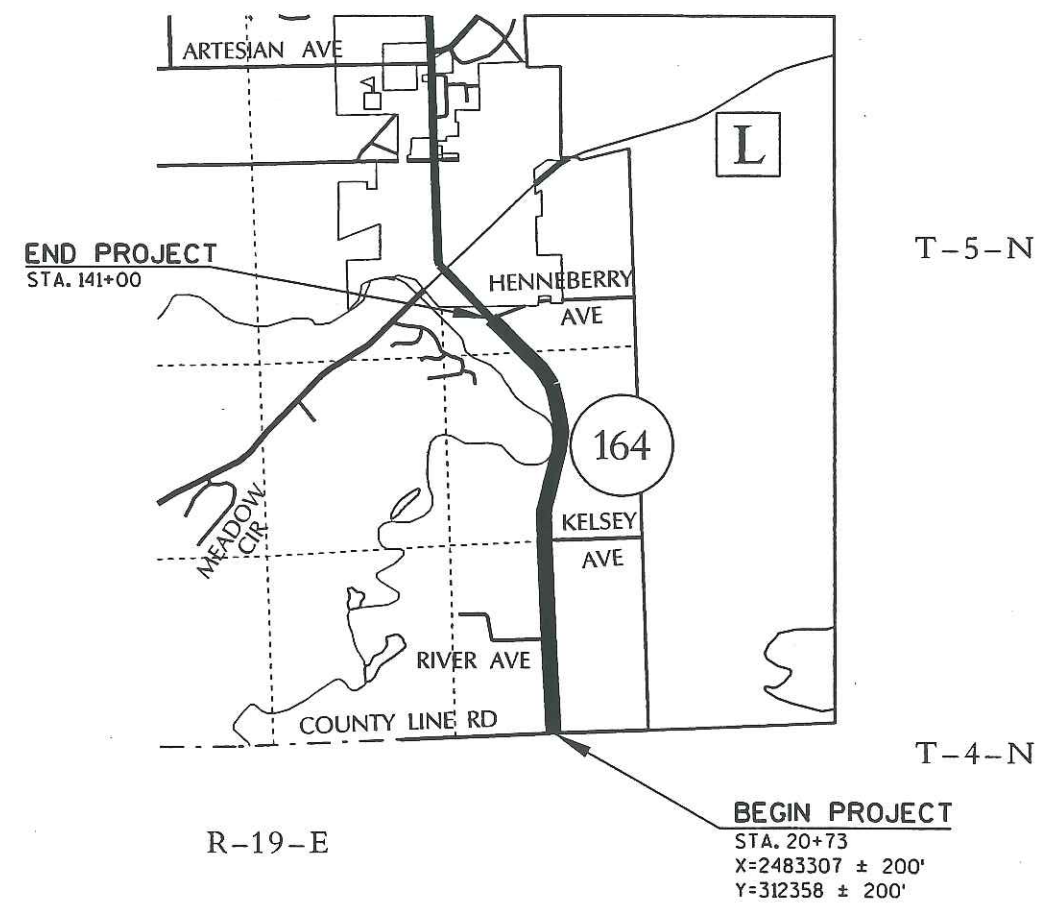 ARTESIAN AVE
L
T-5-N
END PROJECT
STA. 141+00
HENNEBERRY
AVE
164
MEADOW
CIR
KELSEY
AVE
RIVER AVE
COUNTY LINE RD
T-4-N
R-19-E
BEGIN PROJECT
STA. 20+73
X=2483307 ± 200'
Y=312358 ± 200'